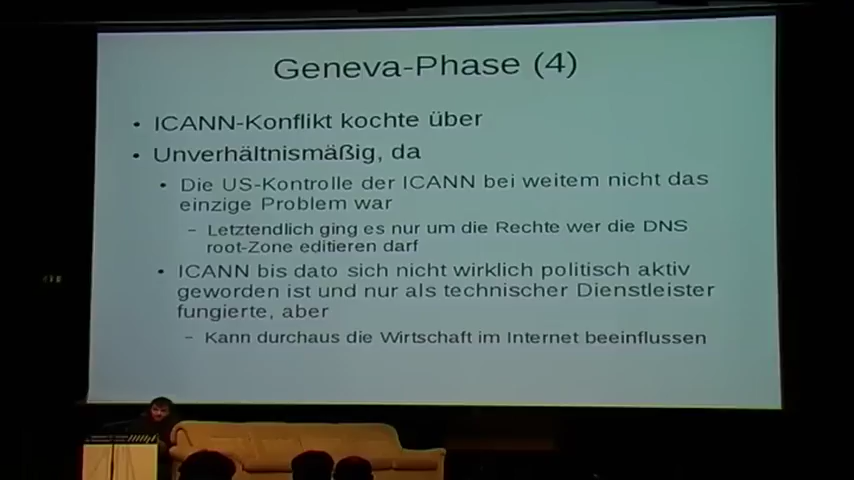 Geneva-Phase (4)
• ICANN-Konflikt kochte über
• Unverhältnismäßig, da
• Die US-Kontrolle der ICANN bei weitem nicht das
einzige Problem war
– Letztendlich ging es nur um die Rechte wer die DNS
root-Zone editieren darf
• ICANN bis dato sich nicht wirklich politisch aktiv
geworden ist und nur als technischer Dienstleister
fungierte, aber
– Kann durchaus die Wirtschaft im Internet beeinflussen